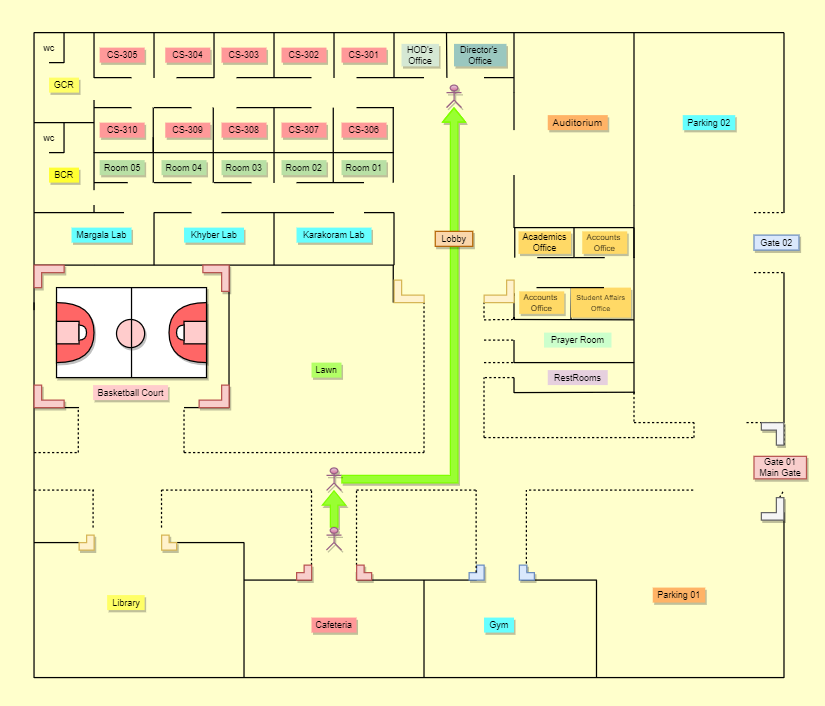 wc
CS-305
CS-304
CS-303
CS-302
CS-301
HOD's
Office
Director's
Office
GCR
Auditorium
Parking 02
wc
CS-310
CS-309
CS-308
CS-307
CS-306
BCR
Room 05
Room 04
Room 03
Room 02
Room 01
Margala Lab
Khyber Lab
Karakoram Lab
Lobby
Academics
Office
Accounts
Office
Gate 02
Accounts
Office
Student Affairs
Office
Prayer Room
Lawn
RestRooms
Basketball Court
Gate 01
Main Gate
Library
Cafeteria
Gym
Parking 01